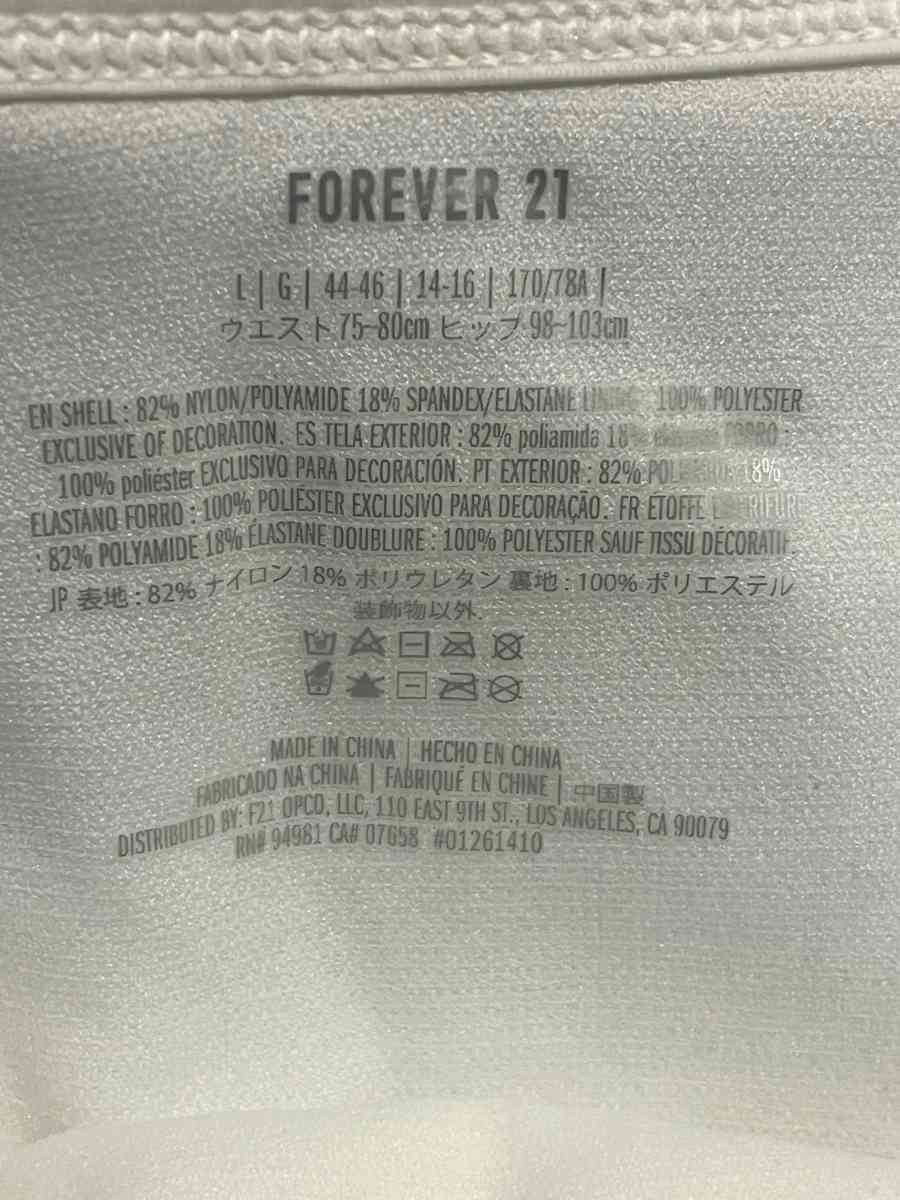 FOREVER 21
L | G | 44-46 | 14-16 | 170/78A |
ウエスト 75~80cm ヒップ 98~103cm
EN SHELL : 82% NYLON/POLYAMIDE 18% SPANDEX/ELASTANE LINING : 100% POLYESTER
EXCLUSIVE OF DECORATION. ES TELA EXTERIOR : 82% poliamida 18% FORRO :
100% poliéster EXCLUSIVO PARA DECORACIÓN. PT EXTERIOR : 82% 18%
ELASTANO FORRO : 100% POLIÉSTER EXCLUSIVO PARA DECORAÇÃO. FR ÉTOFFE
: 82% POLYAMIDE 18% ÉLASTANE DOUBLURE : 100% POLYESTER SAUF TISSU DÉCORATIF.
JP 表地 : 82% ナイロン 18% ポリウレタン 裏地 : 100% ポリエステル
装飾物以外.
MADE IN CHINA | HECHO EN CHINA
FABRICADO NA CHINA | FABRIQUÉ EN CHINE | 中国製
DISTRIBUTED BY: F21 OPCO, LLC, 110 EAST 9TH ST., LOS ANGELES, CA 90079
RN# 94981 CA# 07658 #01261410